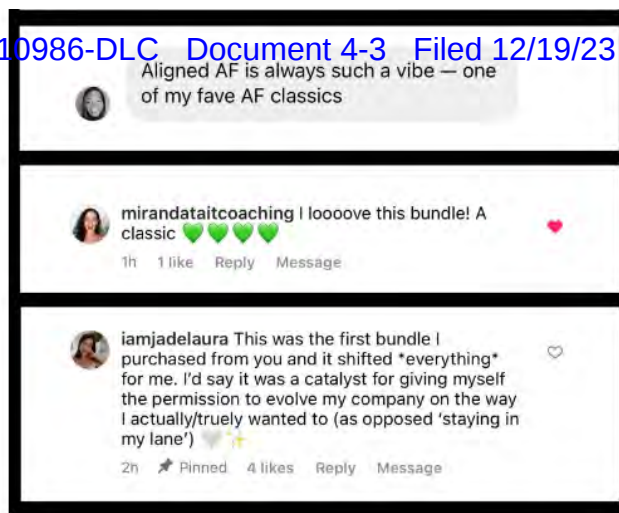 10986-DLC Document 4-3 Filed 12/19/23
Aligned AF is always such a vibe — one
of my fave AF classics
mirandataitcoaching I loooove this bundle! A
classic 💚💚💚💚
1h 1 like Reply Message
iamjadelaura This was the first bundle I
purchased from you and it shifted *everything*
for me. I'd say it was a catalyst for giving myself
the permission to evolve my company on the way
I actually/truely wanted to (as opposed 'staying in
my lane') 🤍✨
2h Pinned 4 likes Reply Message